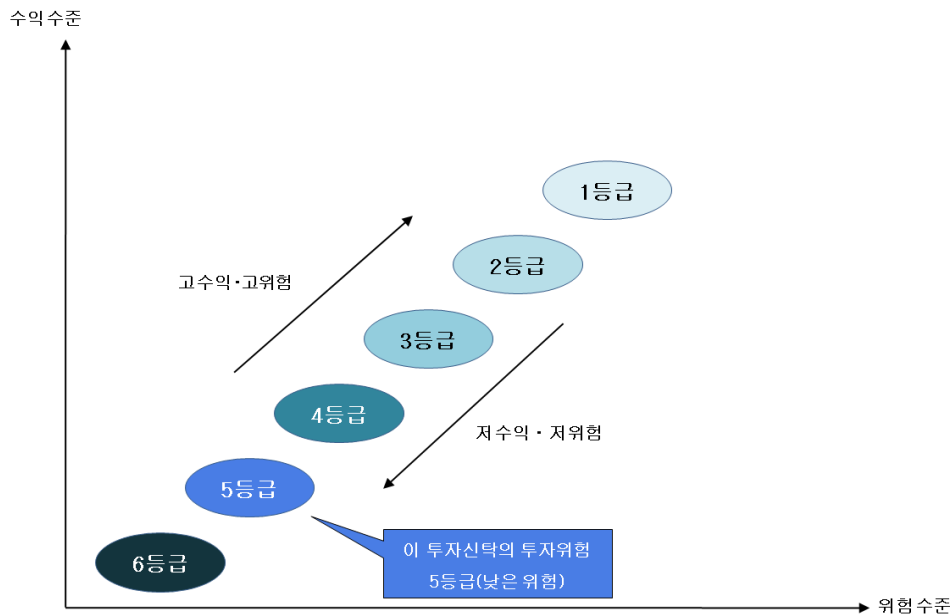 수익수준
1등급
2등급
고수익·고위험
3등급
4등급
저수익·저위험
5등급
이 투자신탁의 투자위험
5등급(낮은 위험)
6등급
위험수준